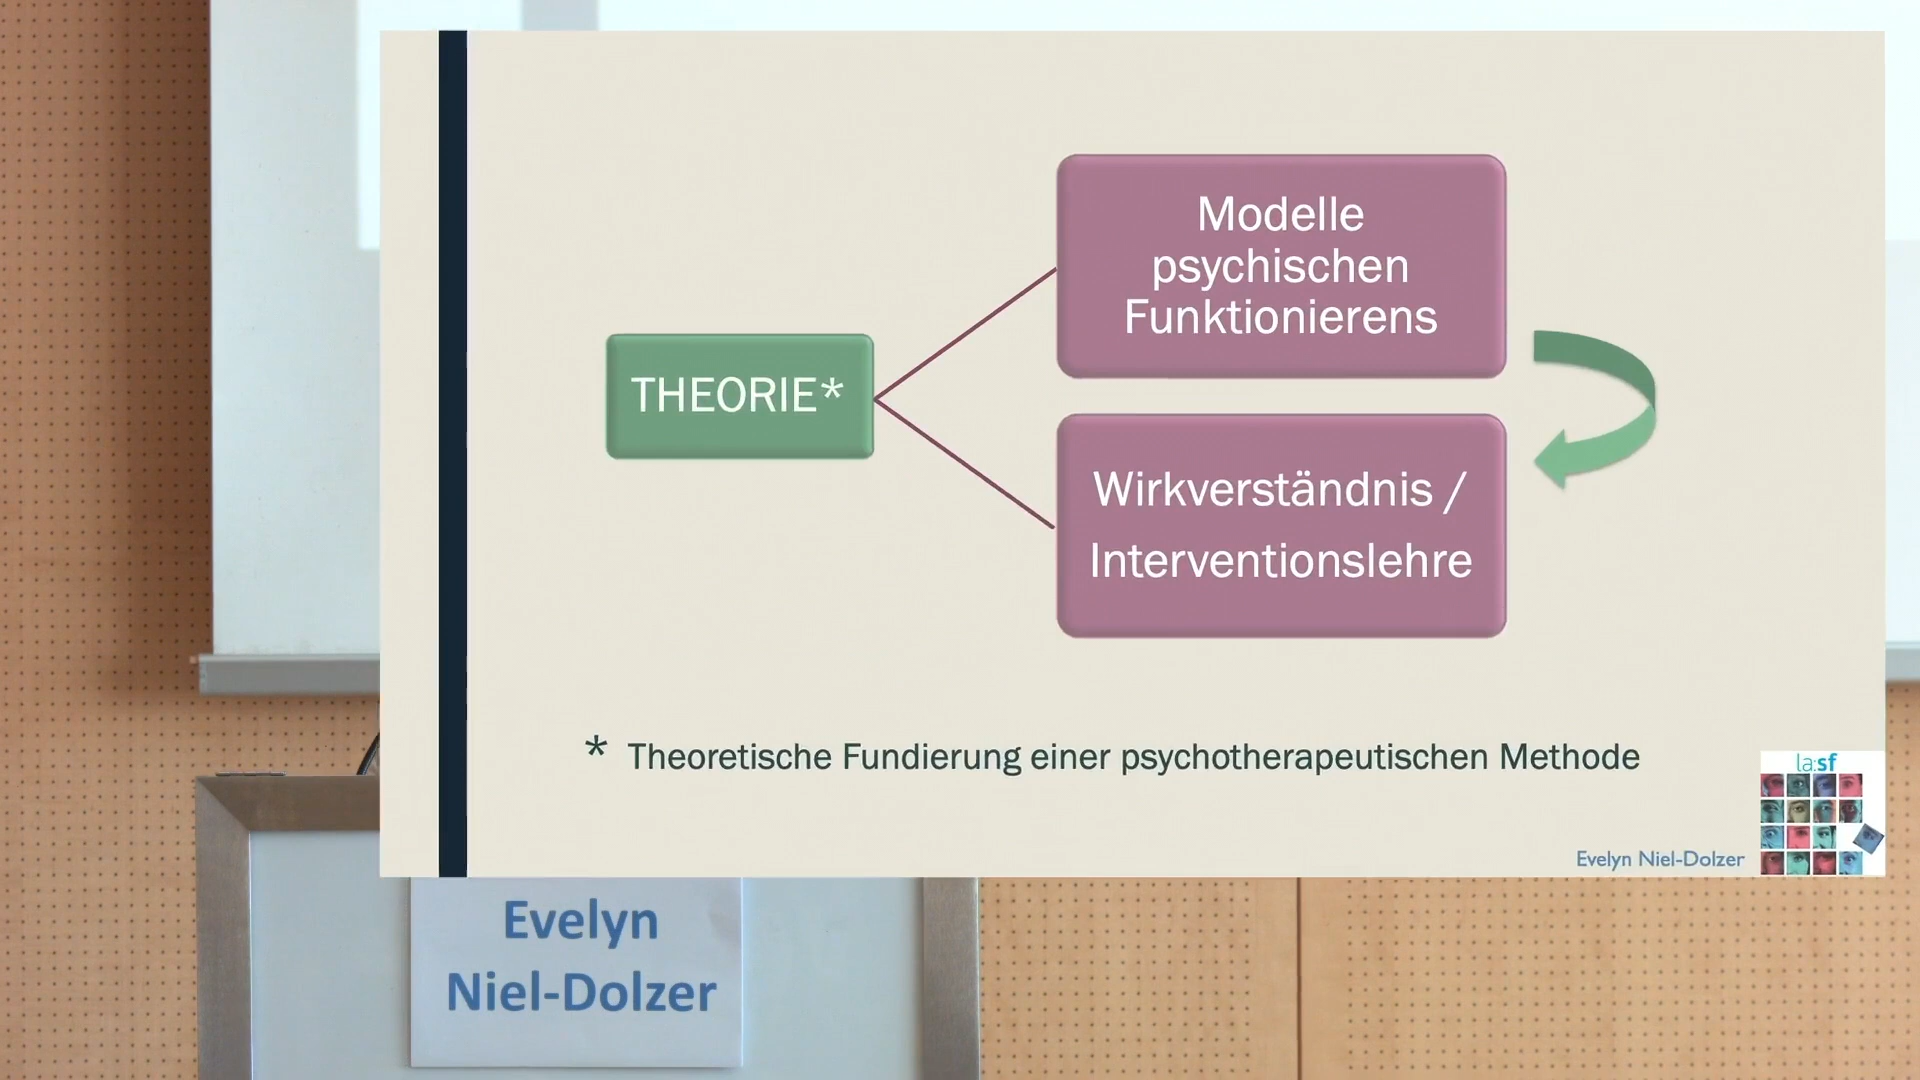 Modelle
psychischen
Funktionierens
THEORIE*
Wirkverständnis /
Interventionslehre
* Theoretische Fundierung einer psychotherapeutischen Methode
la:sf
Evelyn Niel-Dolzer
Evelyn
Niel-Dolzer